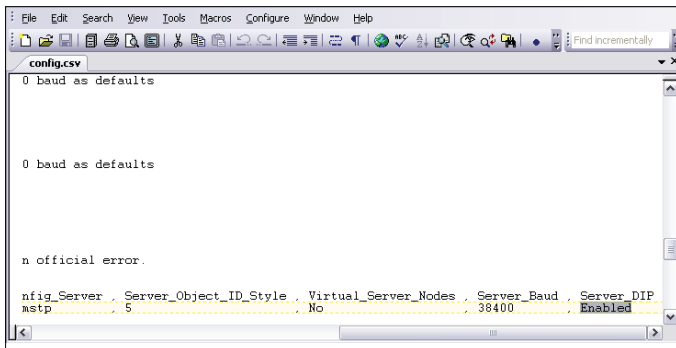 File Edit Search View Tools Macros Configure Window Help
Find incrementally
config.csv
0 baud as defaults
0 baud as defaults
n official error.
nfig_Server , Server_Object_ID_Style , Virtual_Server_Nodes , Server_Baud , Server_DIP
mstp , 5 , No , 38400 , Enabled